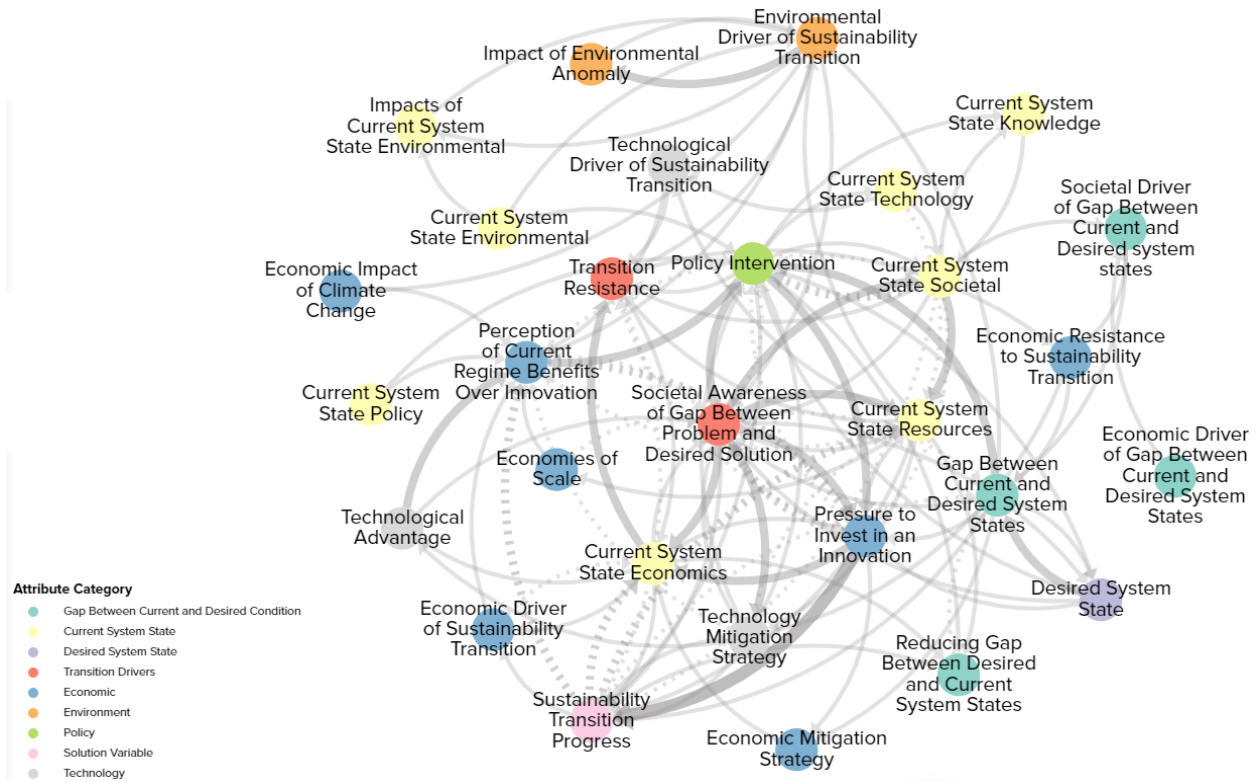 Environmental
Driver of Sustainability
Transition
Impact of Environmental
Anomaly
Impacts of
Current System
State Environmental
Current System
State Knowledge
Technological
Driver of Sustainability
Transition
Current System
State Technology
Societal Driver
of Gap Between
Current and
Desired system
states
Current System
State Environmental
Economic Impact
of Climate
Change
Transition
Resistance
Policy Intervention
Current System
State Societal
Perception
of Current
Regime Benefits
Over Innovation
Economic Resistance
to Sustainability
Transition
Current System
State Policy
Societal Awareness
of Gap Between
Problem and
Desired Solution
Current System
State Resources
Economic Driver
of Gap Between
Current and
Desired System
States
Economies of
Scale
Gap Between
Current and
Desired System
States
Technological
Advantage
Pressure to
Invest in an
Innovation
Current System
State Economics
Desired System
State
Economic Driver
of Sustainability
Transition
Technology
Mitigation
Strategy
Reducing Gap
Between Desired
and Current
System States
Sustainability
Transition
Progress
Economic Mitigation
Strategy
Attribute Category
Gap Between Current and Desired Condition
Current System State
Desired System State
Transition Drivers
Economic
Environment
Policy
Solution Variable
Technology